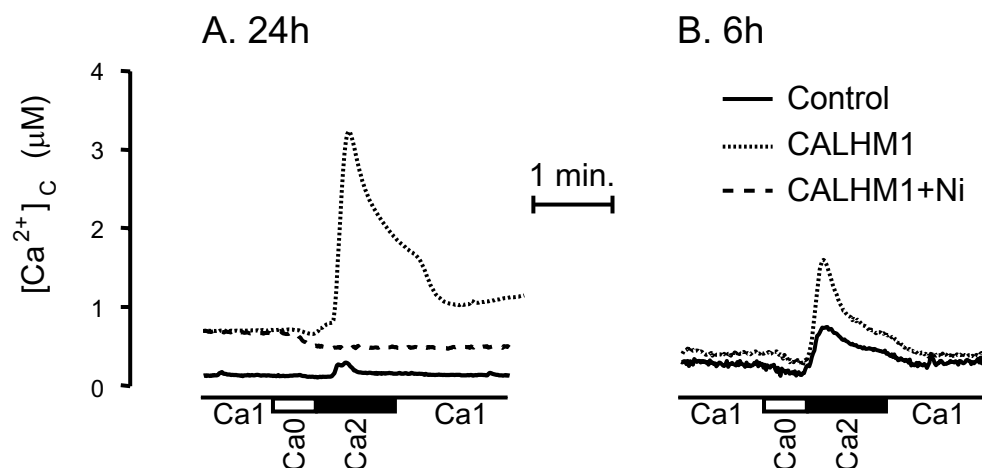 A. 24h
B. 6h
[Ca²⁺]C (µM)
4
3
2
1
0
1 min.
Control
CALHM1
CALHM1+Ni
Ca1
Ca0
Ca2
Ca1
Ca1
Ca0
Ca2
Ca1